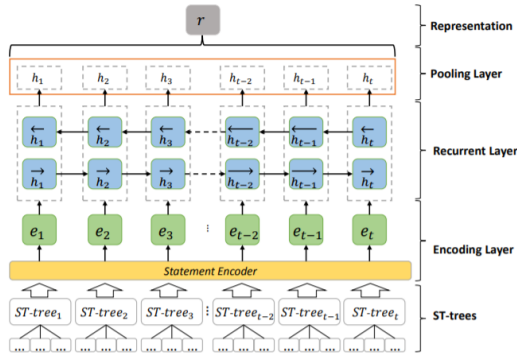 r
Representation
h₁ h₂ h₃ hₜ₋₂ hₜ₋₁ hₜ
Pooling Layer
←h₁ ←h₂ ←h₃ ←hₜ₋₂ ←hₜ₋₁ ←hₜ
Recurrent Layer
→h₁ →h₂ →h₃ →hₜ₋₂ →hₜ₋₁ →hₜ
e₁ e₂ e₃ ⋮ eₜ₋₂ eₜ₋₁ eₜ
Encoding Layer
Statement Encoder
ST-tree₁ ST-tree₂ ST-tree₃ ⋮ ST-treeₜ₋₂ ST-treeₜ₋₁ ST-treeₜ
ST-trees
... ... ... ... ... ... ... ... ... ... ... ... ... ... ... ... ... ...